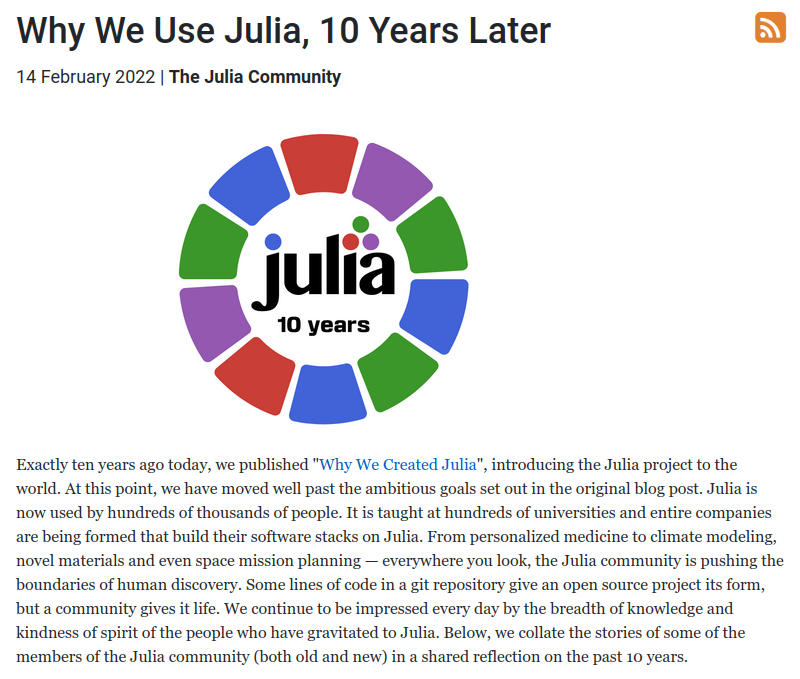 Why We Use Julia, 10 Years Later
14 February 2022 | The Julia Community
julia
10 years
Exactly ten years ago today, we published "Why We Created Julia", introducing the Julia project to the
world. At this point, we have moved well past the ambitious goals set out in the original blog post. Julia is
now used by hundreds of thousands of people. It is taught at hundreds of universities and entire companies
are being formed that build their software stacks on Julia. From personalized medicine to climate modeling,
novel materials and even space mission planning — everywhere you look, the Julia community is pushing the
boundaries of human discovery. Some lines of code in a git repository give an open source project its form,
but a community gives it life. We continue to be impressed every day by the breadth of knowledge and
kindness of spirit of the people who have gravitated to Julia. Below, we collate the stories of some of the
members of the Julia community (both old and new) in a shared reflection on the past 10 years.